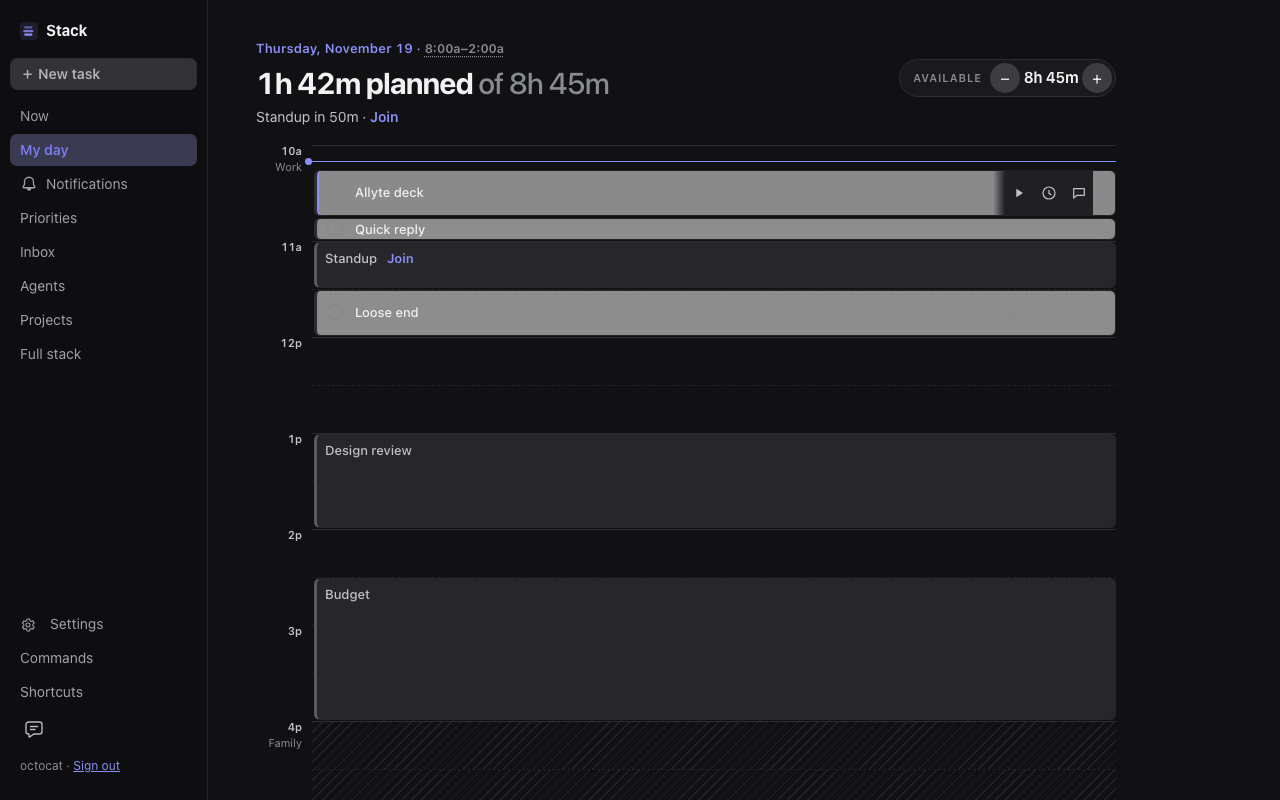 Stack
+ New task
Now
My day
Notifications
Priorities
Inbox
Agents
Projects
Full stack
Settings
Commands
Shortcuts
octocat · Sign out
Thursday, November 19 · 8:00a–2:00a
1h 42m planned of 8h 45m
Standup in 50m · Join
AVAILABLE − 8h 45m +
10a
Work
Allyte deck
Quick reply
11a
Standup Join
Loose end
12p
1p
Design review
2p
Budget
3p
4p
Family